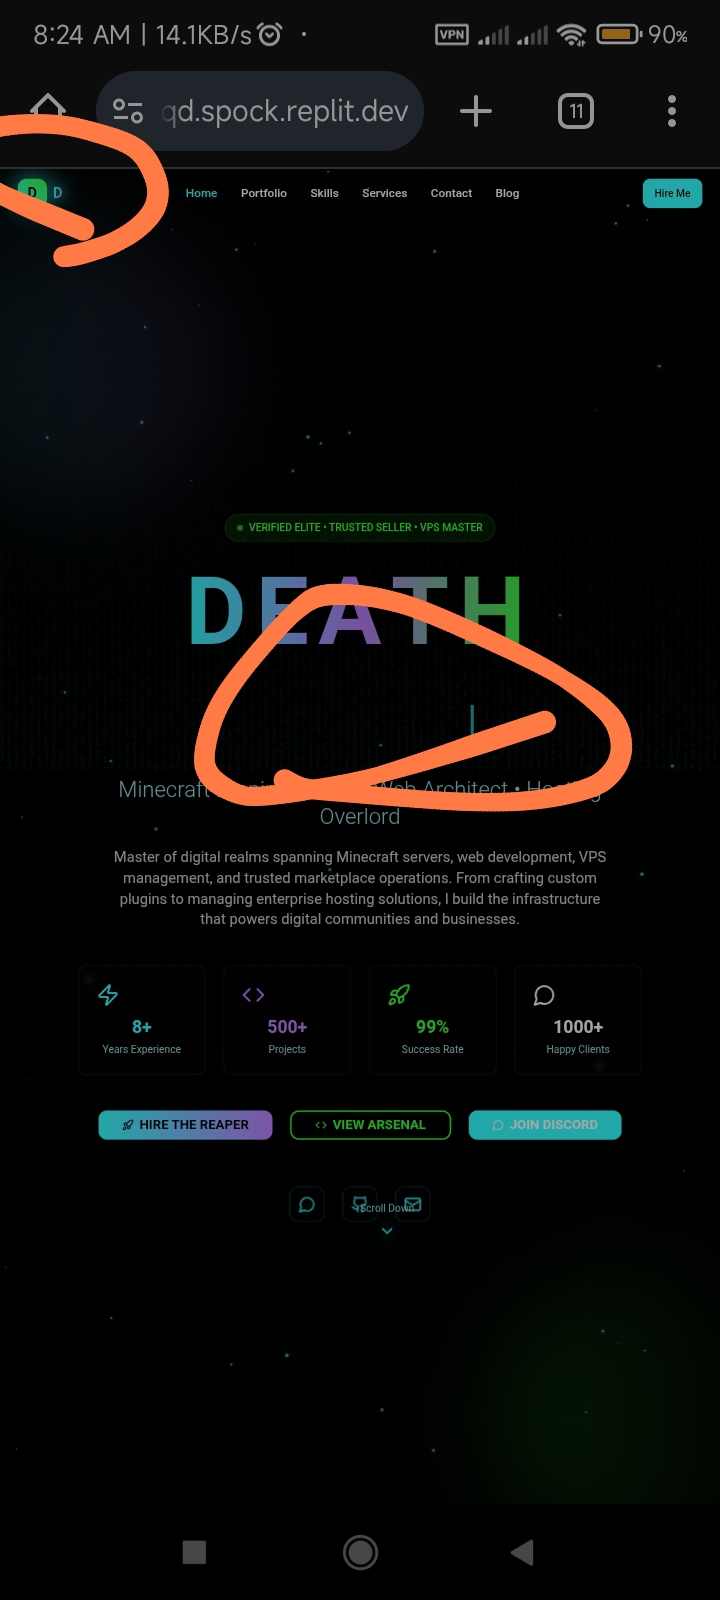 8:24 AM | 14.1KB/s
VPN
90%
qd.spock.replit.dev
11
D D
Home Portfolio Skills Services Contact Blog Hire Me
VERIFIED ELITE • TRUSTED SELLER • VPS MASTER
DEATH
Minecraft Web Architect • Hosting
Overlord
Master of digital realms spanning Minecraft servers, web development, VPS
management, and trusted marketplace operations. From crafting custom
plugins to managing enterprise hosting solutions, I build the infrastructure
that powers digital communities and businesses.
8+ 500+ 99% 1000+
Years Experience Projects Success Rate Happy Clients
HIRE THE REAPER VIEW ARSENAL JOIN DISCORD
Scroll Down